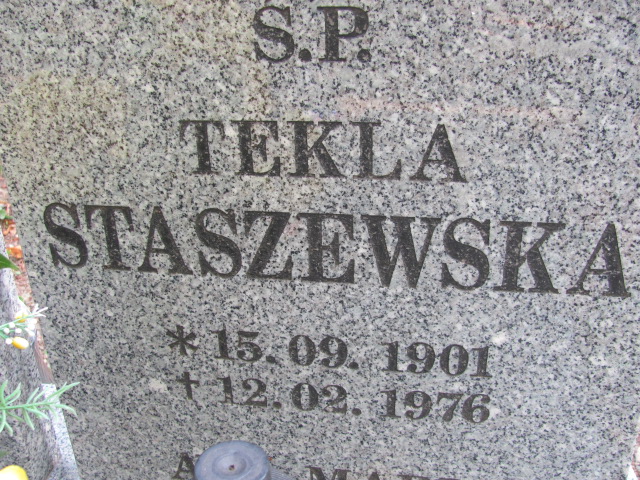 S.P.
TEKLA
STASZEWSKA
* 15.09.1901
† 12.02.1976